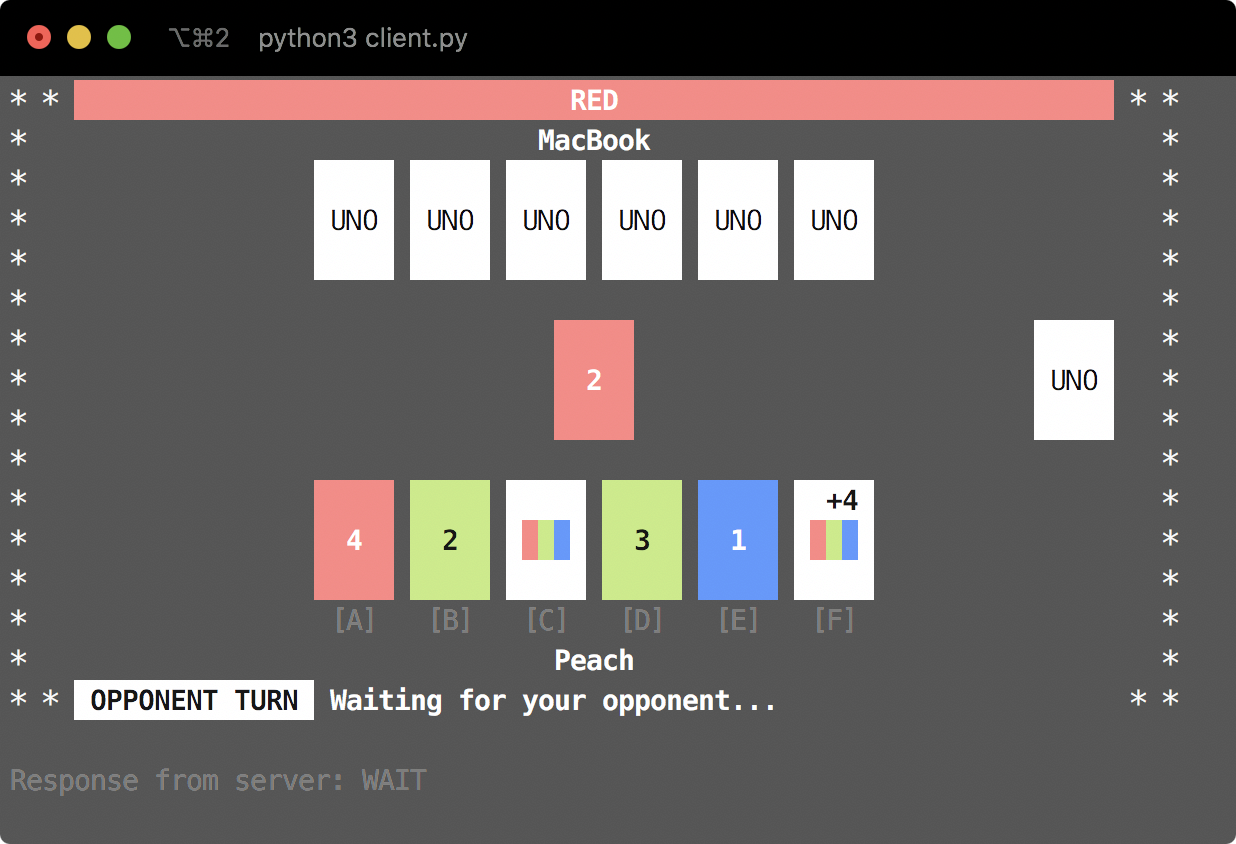 ⌥⌘2 python3 client.py
* * RED * *
* MacBook *
* *
* UNO UNO UNO UNO UNO UNO *
* *
* *
* *
* 2 UNO *
* *
* *
* +4 *
* 4 2 3 1 *
* *
* [A] [B] [C] [D] [E] [F] *
* Peach *
* * OPPONENT TURN Waiting for your opponent... * *
Response from server: WAIT